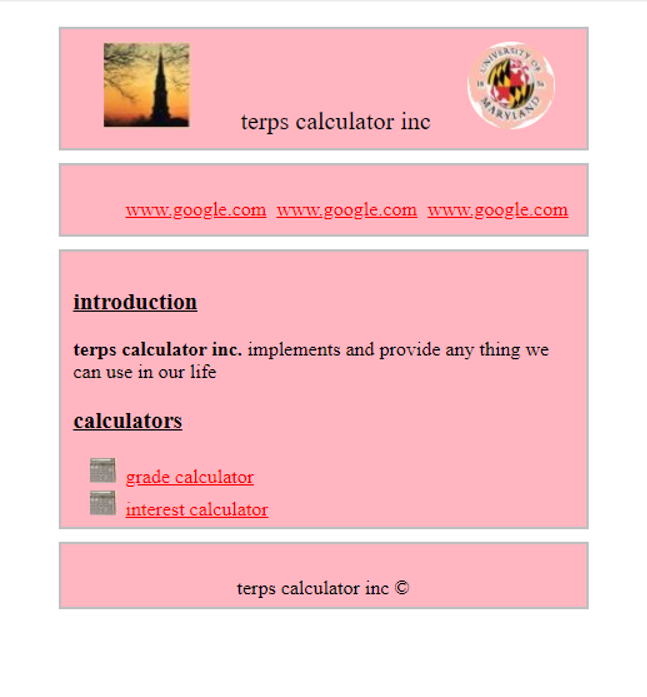 UNIVERSITY OF
18 56
MARYLAND
terps calculator inc
www.google.com www.google.com www.google.com
introduction
terps calculator inc. implements and provide any thing we
can use in our life
calculators
grade calculator
interest calculator
terps calculator inc ©